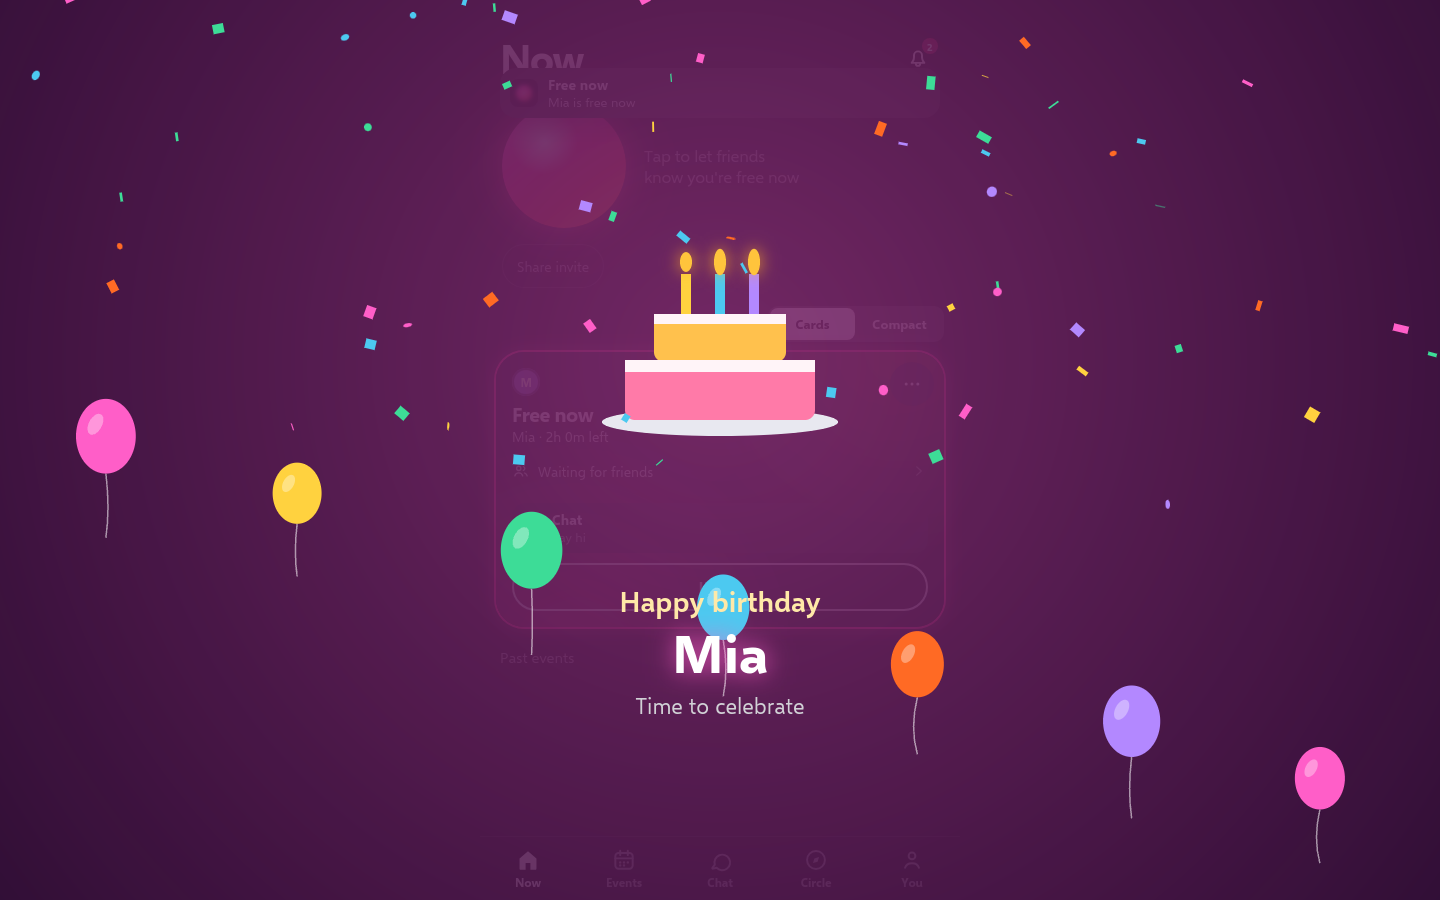 Now
2
Free now
Mia is free now
Tap to let friends
know you're free now
Share invite
Cards
Compact
M
Free now
Mia · 2h 0m left
Waiting for friends
Chat
Happy birthday
Mia
Past events
Time to celebrate
Now
Events
Chat
Circle
You